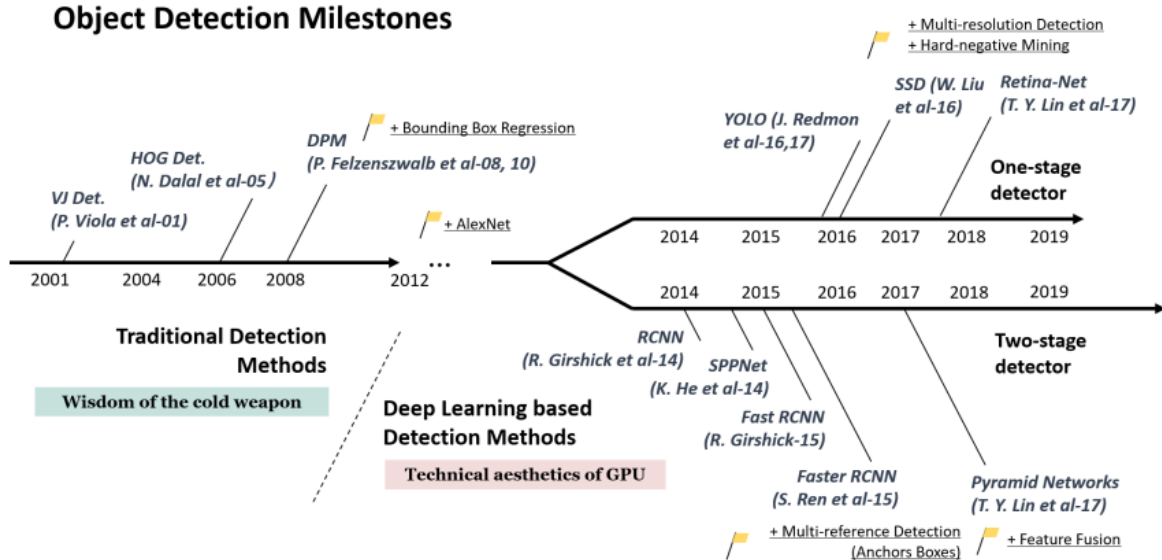 Object Detection Milestones
+ Multi-resolution Detection
+ Hard-negative Mining
SSD (W. Liu
et al-16)
Retina-Net
(T. Y. Lin et al-17)
YOLO (J. Redmon
et al-16,17)
+ Bounding Box Regression
DPM
(P. Felzenszwalb et al-08, 10)
HOG Det.
(N. Dalal et al-05)
VJ Det.
(P. Viola et al-01)
One-stage
detector
+ AlexNet
...
2014 2015 2016 2017 2018 2019
2001 2004 2006 2008 2012
2014 2015 2016 2017 2018 2019
Traditional Detection
Methods
Wisdom of the cold weapon
Two-stage
detector
RCNN
(R. Girshick et al-14)
SPPNet
(K. He et al-14)
Deep Learning based
Detection Methods
Technical aesthetics of GPU
Fast RCNN
(R. Girshick-15)
Faster RCNN
(S. Ren et al-15)
Pyramid Networks
(T. Y. Lin et al-17)
+ Multi-reference Detection
(Anchors Boxes)
+ Feature Fusion